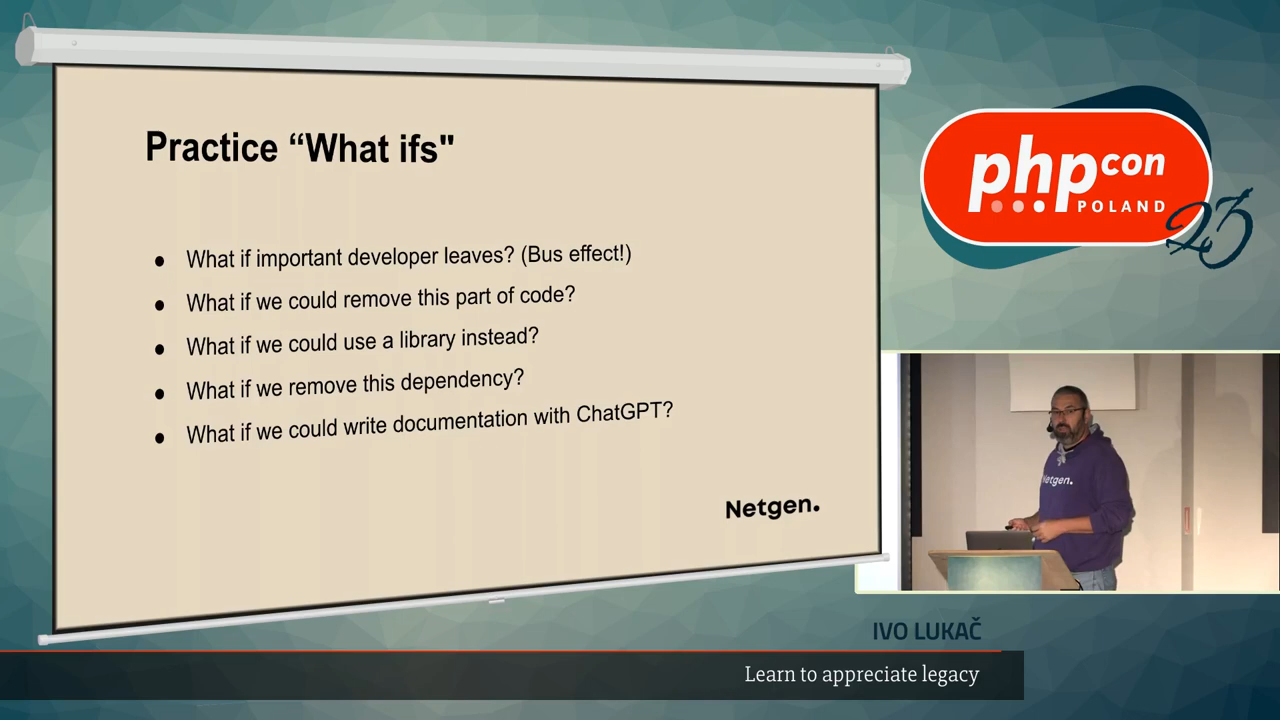 Practice “What ifs"
● What if important developer leaves? (Bus effect!)
● What if we could remove this part of code?
● What if we could use a library instead?
● What if we remove this dependency?
● What if we could write documentation with ChatGPT?
Netgen.
php con
POLAND
23
Netgen.
IVO LUKAČ
Learn to appreciate legacy